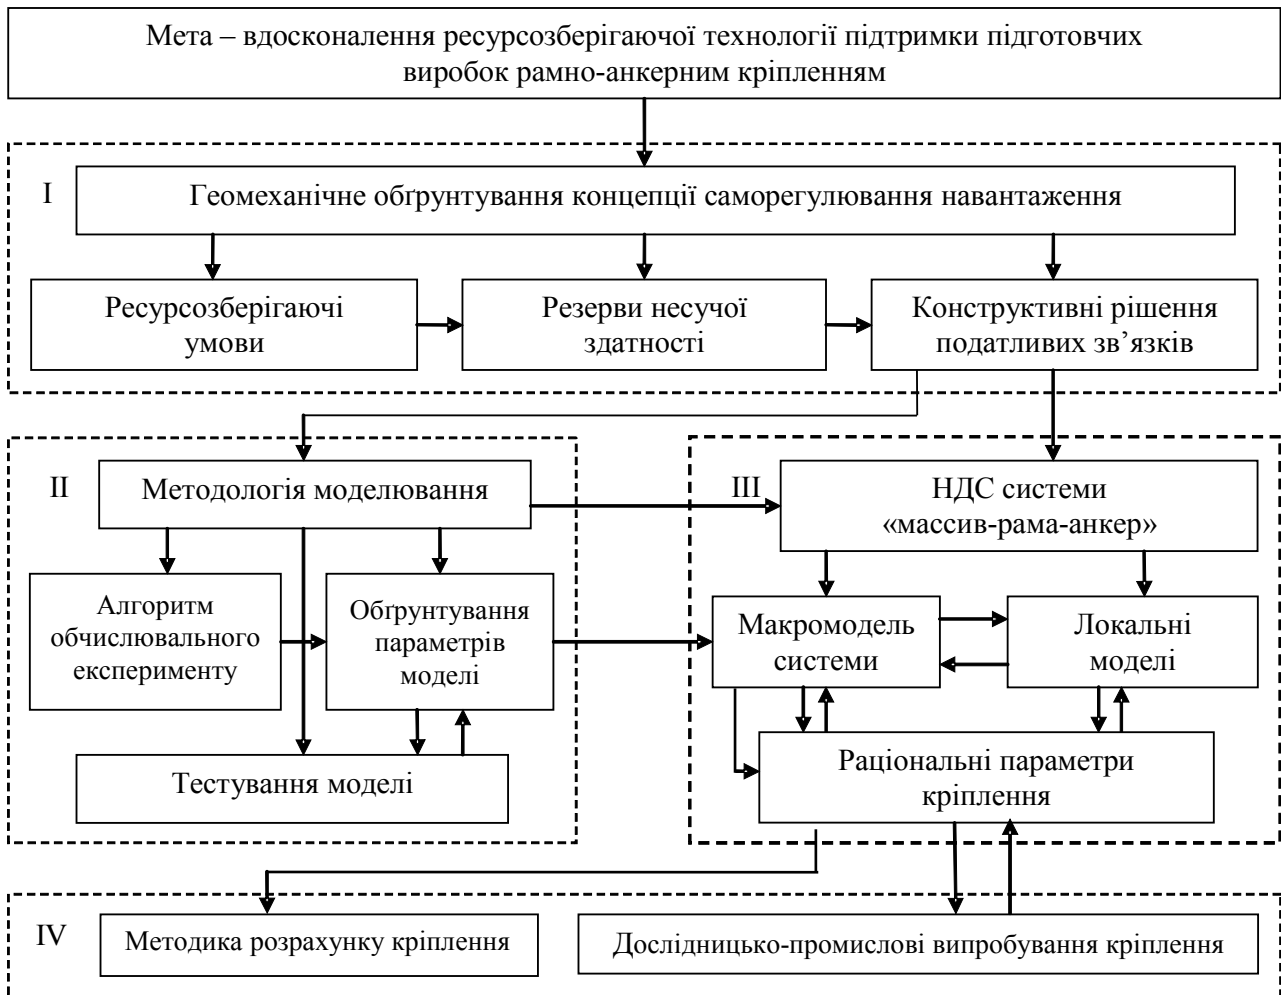 Мета – вдосконалення ресурсозберігаючої технології підтримки підготовчих
виробок рамно-анкерним кріпленням
I
Геомеханічне обґрунтування концепції саморегулювання навантаження
Ресурсозберігаючі
умови
Резерви несучої
здатності
Конструктивні рішення
податливих зв’язків
II
Методологія моделювання
Алгоритм
обчислювального
експерименту
Обґрунтування
параметрів
моделі
Тестування моделі
III
НДС системи
«массив-рама-анкер»
Макромодель
системи
Локальні
моделі
Раціональні параметри
кріплення
IV
Методика розрахунку кріплення
Дослідницько-промислові випробування кріплення